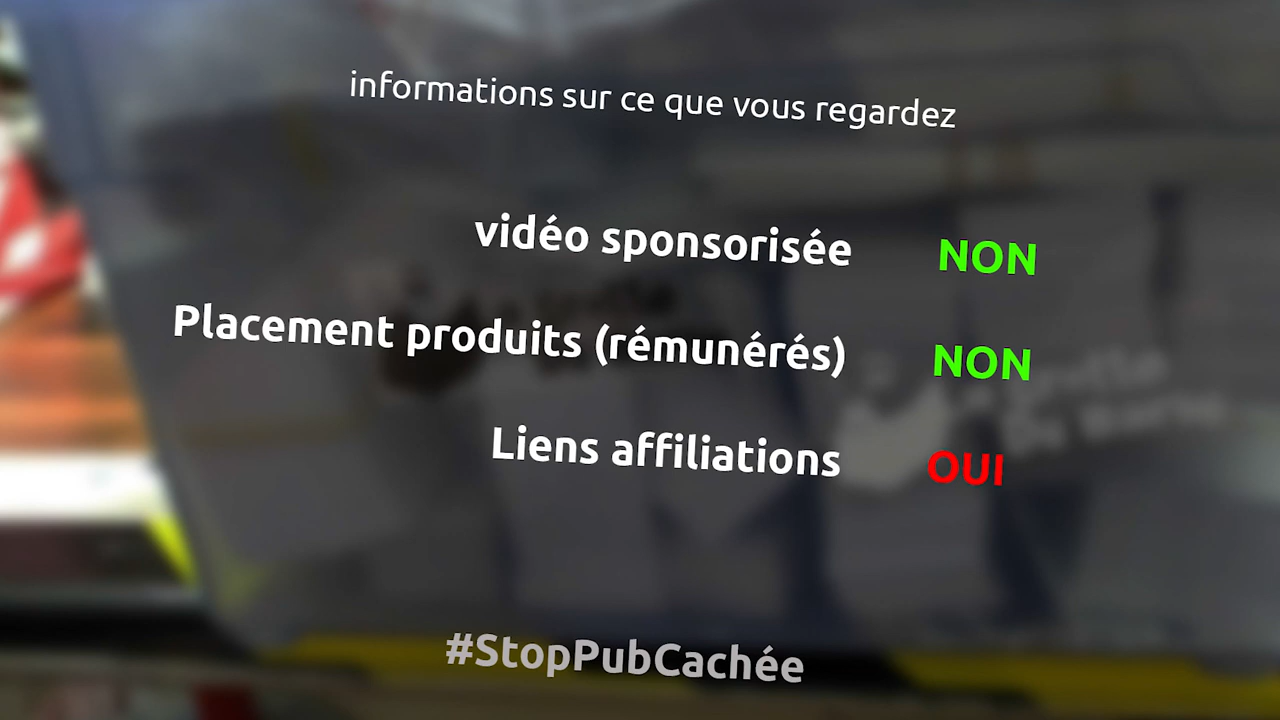 informations sur ce que vous regardez
vidéo sponsorisée NON
Placement produits (rémunérés) NON
Liens affiliations OUI
#StopPubCachée